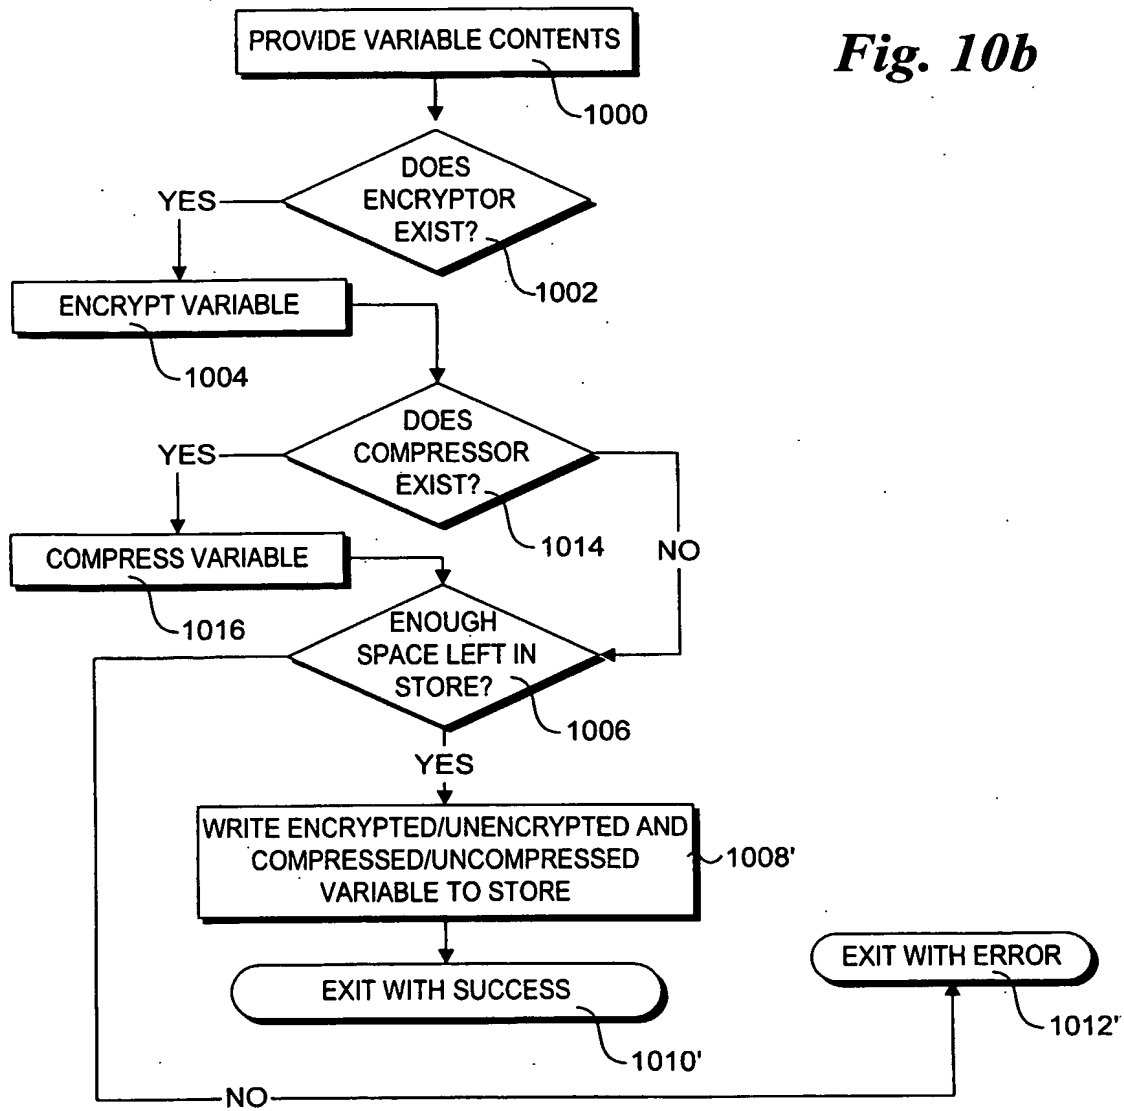 PROVIDE VARIABLE CONTENTS
Fig. 10b
1000
DOES
ENCRYPTOR
EXIST?
YES
1002
ENCRYPT VARIABLE
1004
DOES
COMPRESSOR
EXIST?
YES
1014
NO
COMPRESS VARIABLE
1016
ENOUGH
SPACE LEFT IN
STORE?
1006
YES
WRITE ENCRYPTED/UNENCRYPTED AND
COMPRESSED/UNCOMPRESSED
VARIABLE TO STORE
1008'
EXIT WITH ERROR
EXIT WITH SUCCESS
1012'
1010'
NO